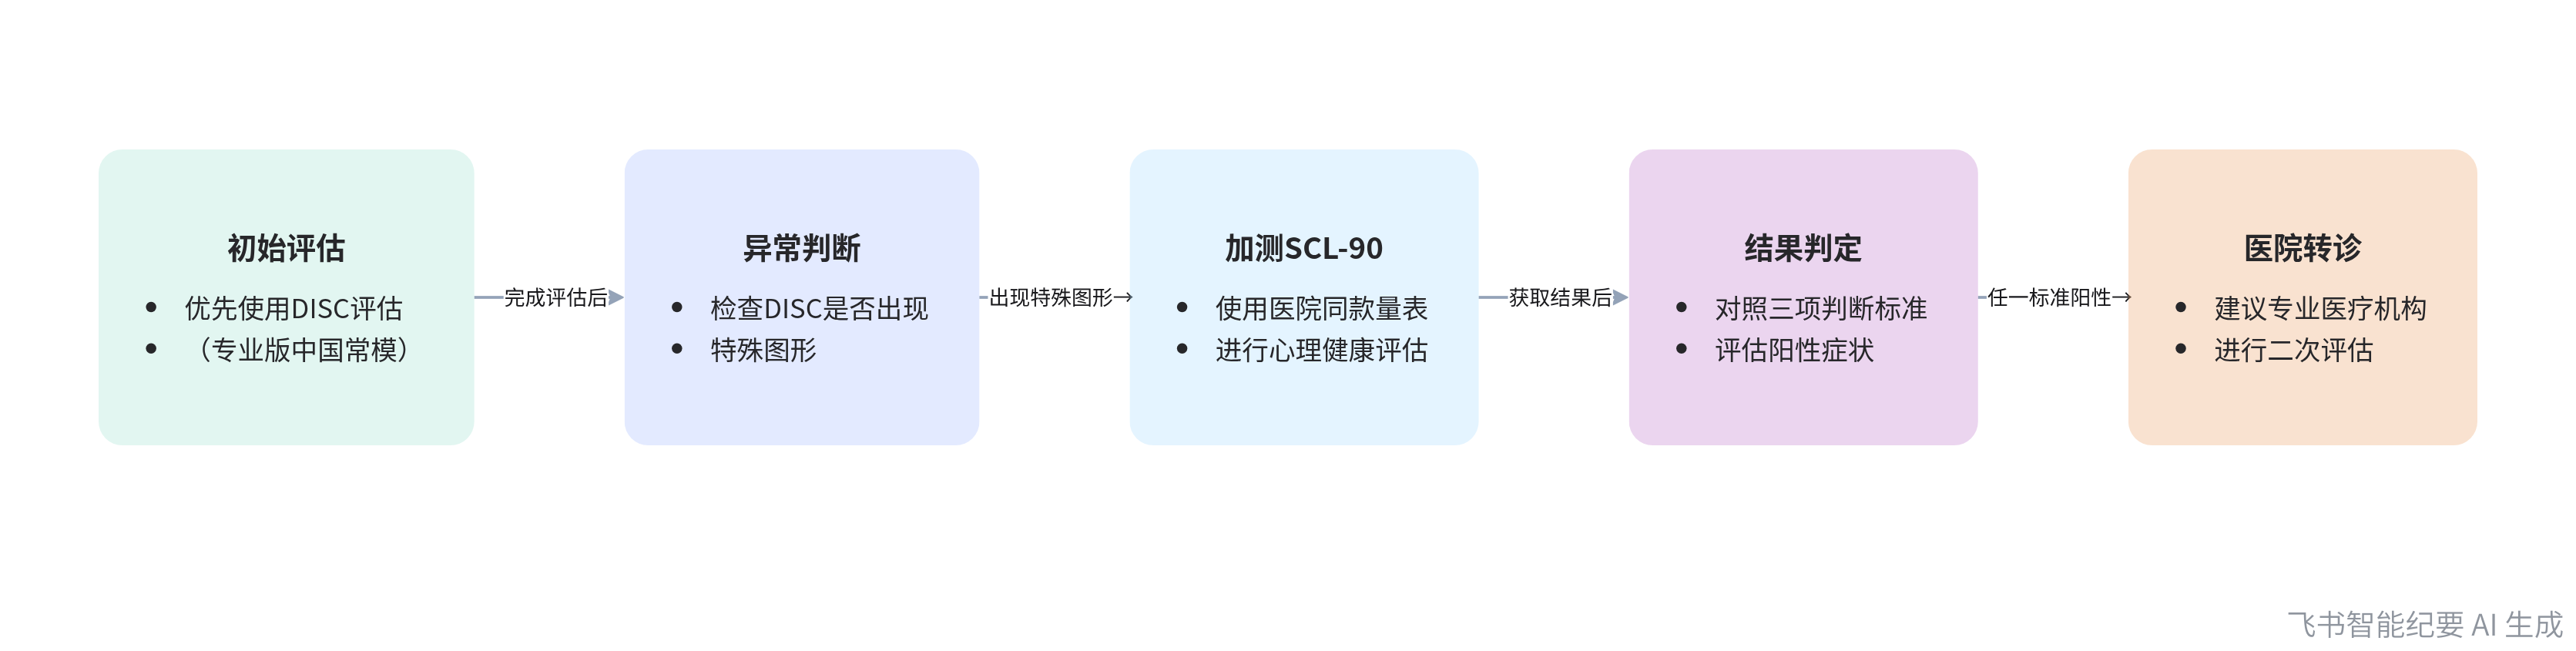 初始评估
• 优先使用DISC评估
• （专业版中国常模）
完成评估后
异常判断
• 检查DISC是否出现
• 特殊图形
出现特殊图形→
加测SCL-90
• 使用医院同款量表
• 进行心理健康评估
获取结果后
结果判定
• 对照三项判断标准
• 评估阳性症状
任一标准阳性→
医院转诊
• 建议专业医疗机构
• 进行二次评估
飞书智能纪要 AI 生成